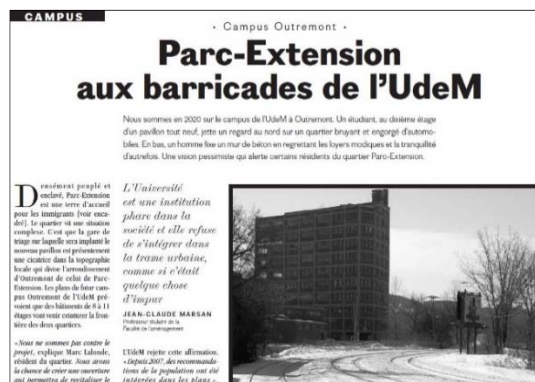 CAMPUS
• Campus Outremont •
Parc-Extension
aux barricades de l'UdeM
Nous sommes en 2020 sur le campus de l'UdeM à Outremont. Un étudiant, au dixième étage
d'un pavillon tout neuf, jette un regard au nord sur un quartier bruyant et engorgé d'automo-
biles. En bas, un homme fixe un mur de béton en regrettant les loyers modiques et la tranquilité
d'autrefois. Une vision pessimiste qui alerte certains résidents du quartier Parc-Extension.
Densément peuplé et
enclavé, Parc-Extension
est une terre d'accueil
pour les immigrants [voir enca-
dré]. Le quartier vit une situation
complexe. C'est que la gare de
triage sur laquelle sera implanté le
nouveau pavillon est présentement
une cicatrice dans la topographie
locale qui divise l'arrondissement
d'Outremont de celui de Parc-
Extension. Les plans du futur cam-
pus Outremont de l'UdeM pré-
voient que des bâtiments de 8 à 11
étages vont venir ceinturer la fron-
tière des deux quartiers.
«Nous ne sommes pas contre le
projet, explique Marc Lalonde,
résident du quartier. Nous avons
la chance de créer une ouverture
qui permettra de revitaliser le
L'Université
est une institution
phare dans la
société et elle refuse
de s'intégrer dans
la trame urbaine,
comme si c'était
quelque chose
d'impur
JEAN-CLAUDE MARSAN
Professeur titulaire de la
Faculté de l'aménagement
L'UdeM rejette cette affirmation.
«Depuis 2007, des recommanda-
tions de la population ont été
intégrées dans les plans»,